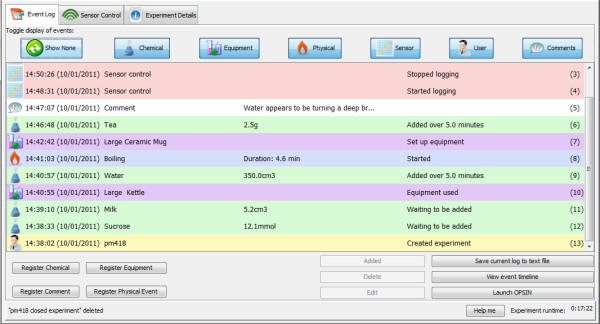 Event Log Sensor Control Experiment Details
Toggle display of events:
Show None Chemical Equipment Physical Sensor User Comments
14:50:26 (10/01/2011) Sensor control Stopped logging (3)
14:48:31 (10/01/2011) Sensor control Started logging (4)
14:47:07 (10/01/2011) Comment Water appears to be turning a deep br... (5)
14:46:48 (10/01/2011) Tea 2.5g Added over 5.0 minutes (6)
14:42:42 (10/01/2011) Large Ceramic Mug Set up equipment (7)
14:41:03 (10/01/2011) Boiling Duration: 4.6 min Started (8)
14:40:57 (10/01/2011) Water 350.0cm3 Added over 5.0 minutes (9)
14:40:55 (10/01/2011) Large Kettle Equipment used (10)
14:39:10 (10/01/2011) Milk 5.2cm3 Waiting to be added (11)
14:38:33 (10/01/2011) Sucrose 12.1mmol Waiting to be added (12)
14:38:02 (10/01/2011) pm418 Created experiment (13)
Added Save current log to text file
Register Chemical Register Equipment
Delete View event timeline
Register Comment Register Physical Event Edit Launch OPSIN
"pm418 closed experiment" deleted Help me Experiment runtime: 0:17:22